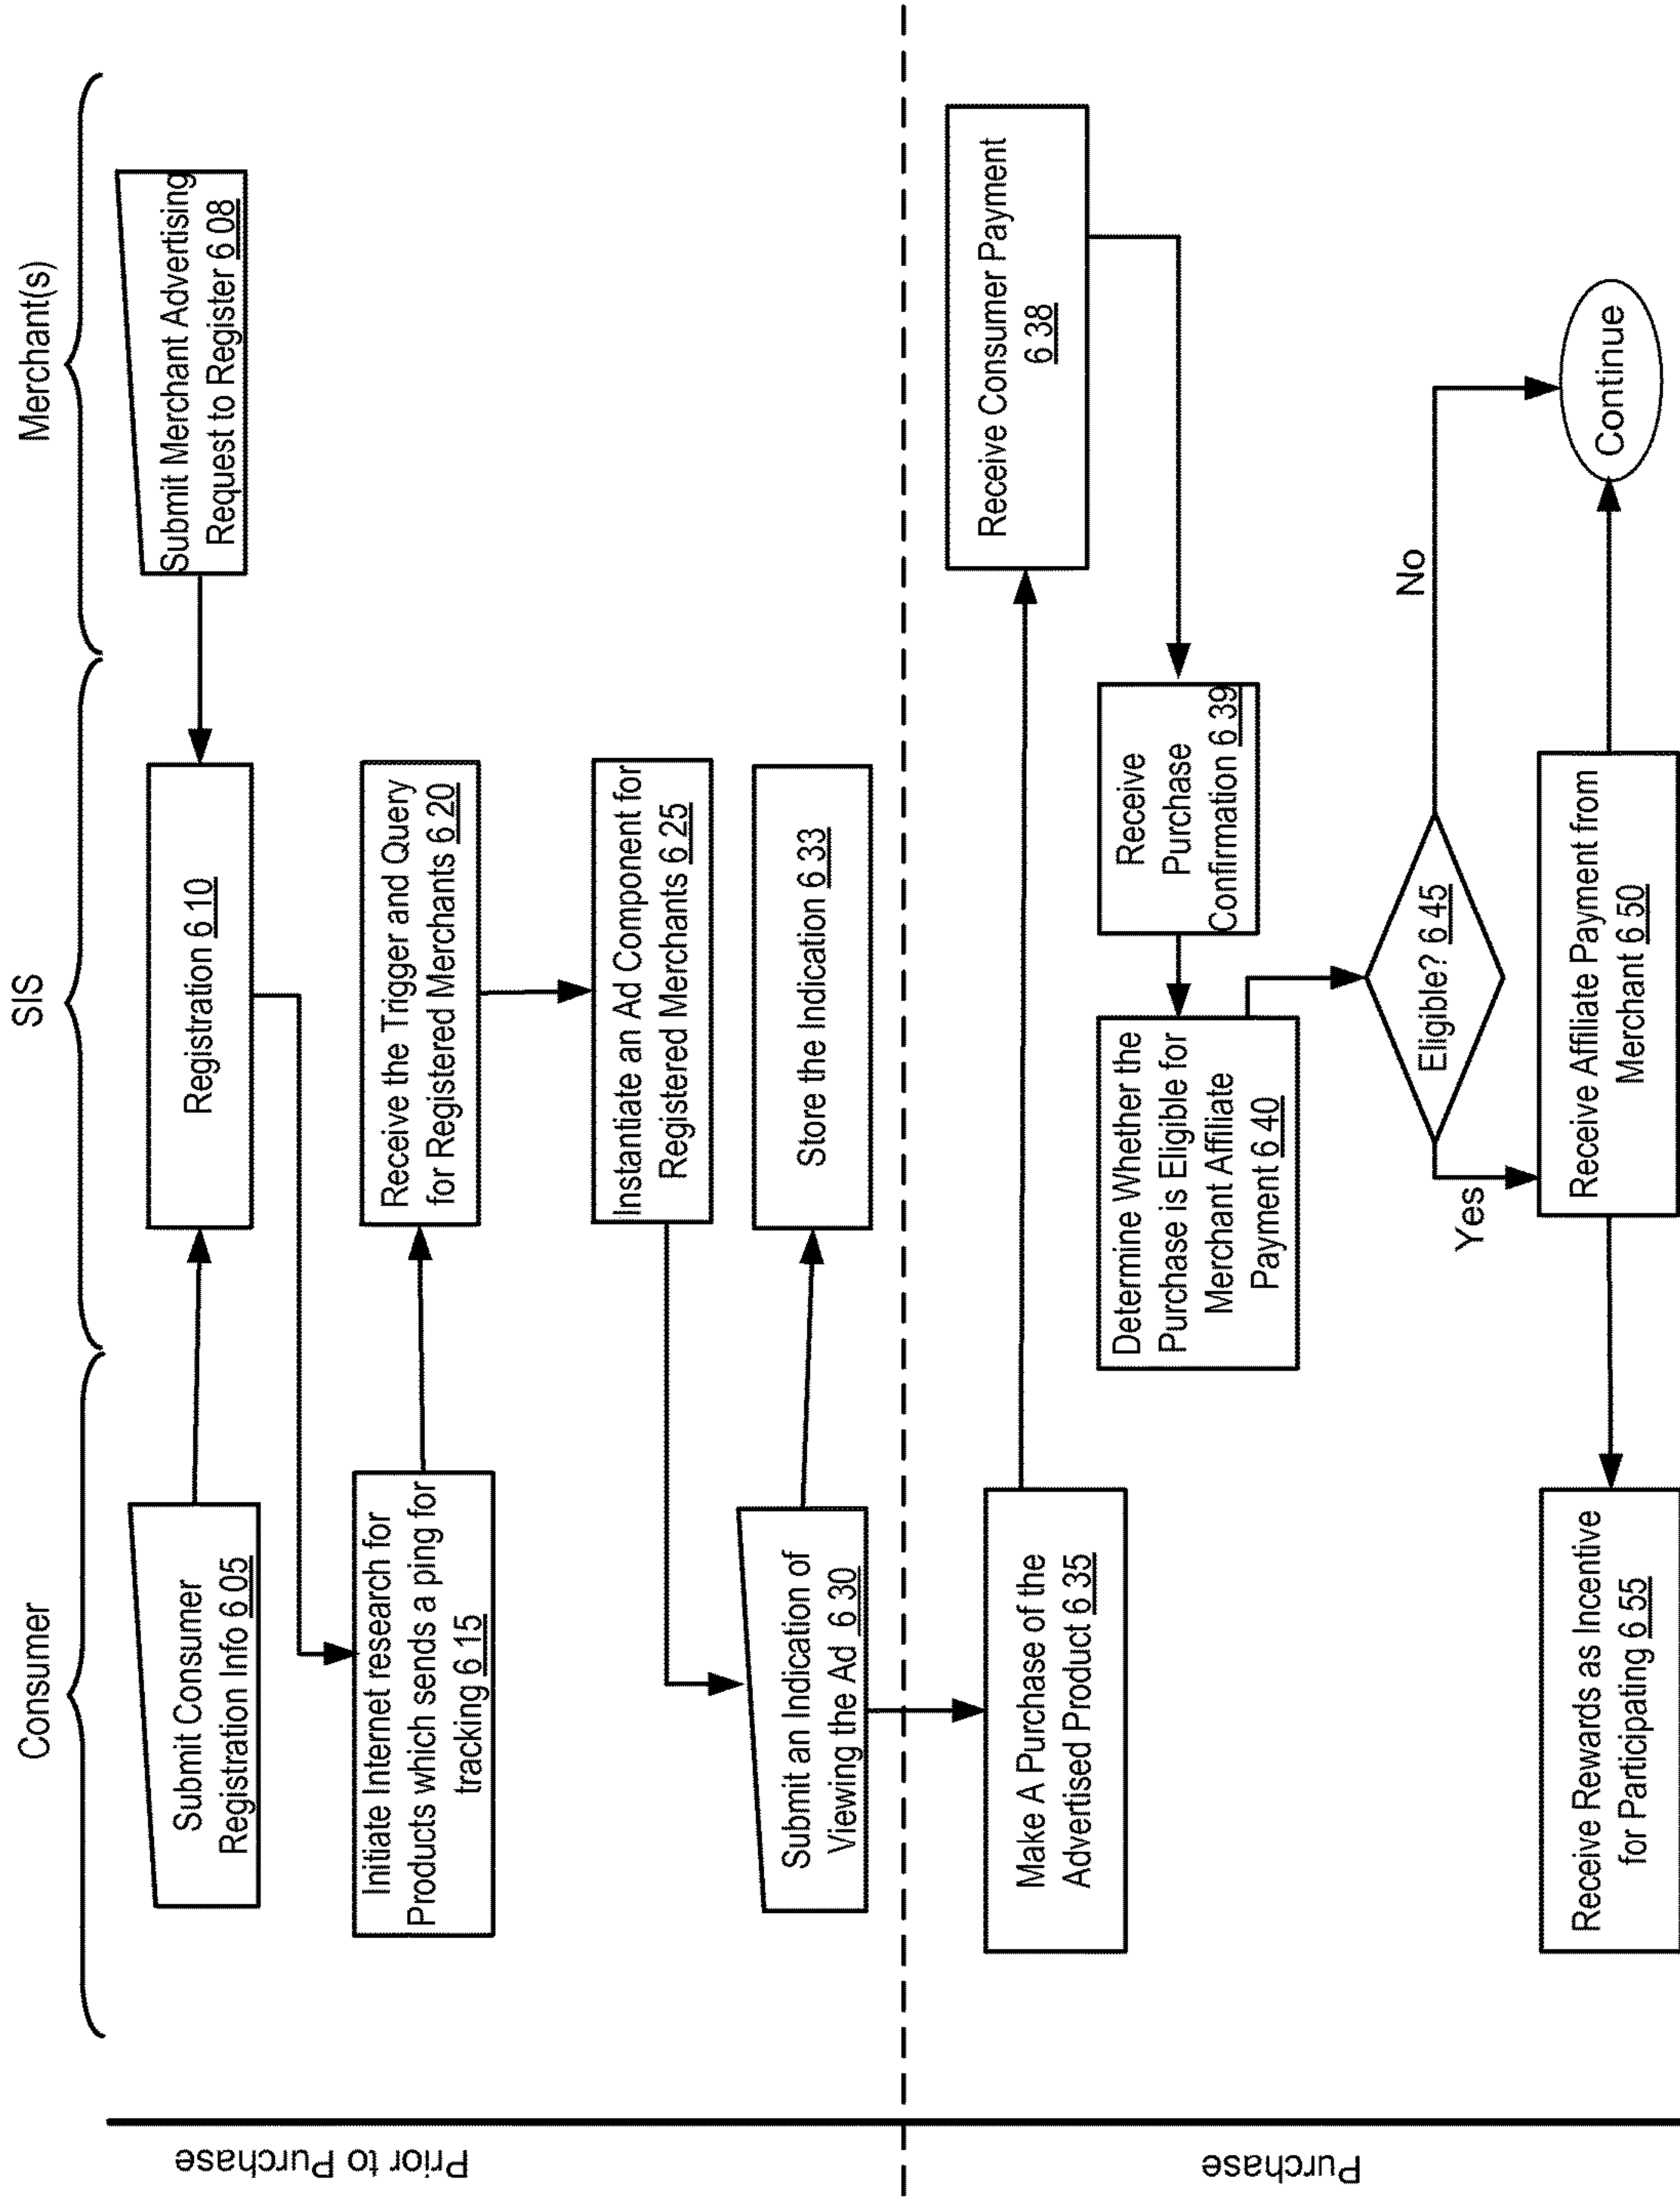 Consumer
SIS
Merchant(s)
Prior to Purchase
Submit Consumer
Registration Info 6 05
Registration 6 10
Submit Merchant Advertising
Request to Register 6 08
Initiate Internet research for
Products which sends a ping for
tracking 6 15
Receive the Trigger and Query
for Registered Merchants 6 20
Instantiate an Ad Component for
Registered Merchants 6 25
Submit an Indication of
Viewing the Ad 6 30
Store the Indication 6 33
Purchase
Make A Purchase of the
Advertised Product 6 35
Receive Consumer Payment
6 38
Receive
Purchase
Confirmation 6 39
Determine Whether the
Purchase is Eligible for
Merchant Affiliate
Payment 6 40
Eligible? 6 45
Yes
No
Receive Rewards as Incentive
for Participating 6 55
Receive Affiliate Payment from
Merchant 6 50
Continue